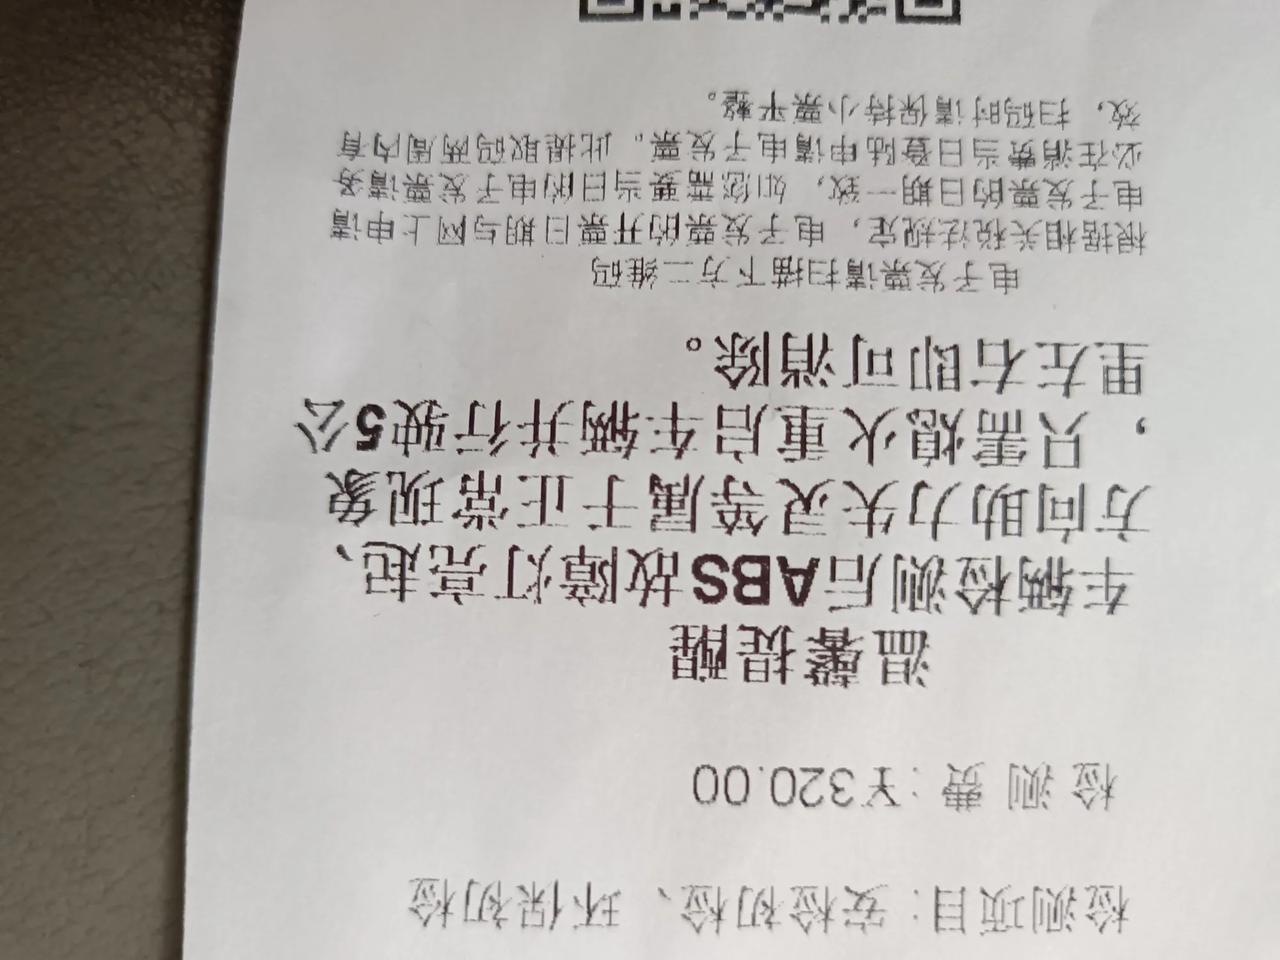 检测项目：安检初检、环保初检
检 测 费：¥320.00
温馨提醒
车辆检测后ABS故障灯亮起、
方向助力失灵等属于正常现象
，只需熄火重启车辆并行驶5公
里左右即可消除。
电子发票请扫描下方二维码
根据相关税法规定，电子发票的开票日期与网上申请
电子发票的日期一致，如您需要当日的电子发票请务
必在消费当日登陆申请电子发票。此提取码两周内有
效，扫码时请保持小票平整。